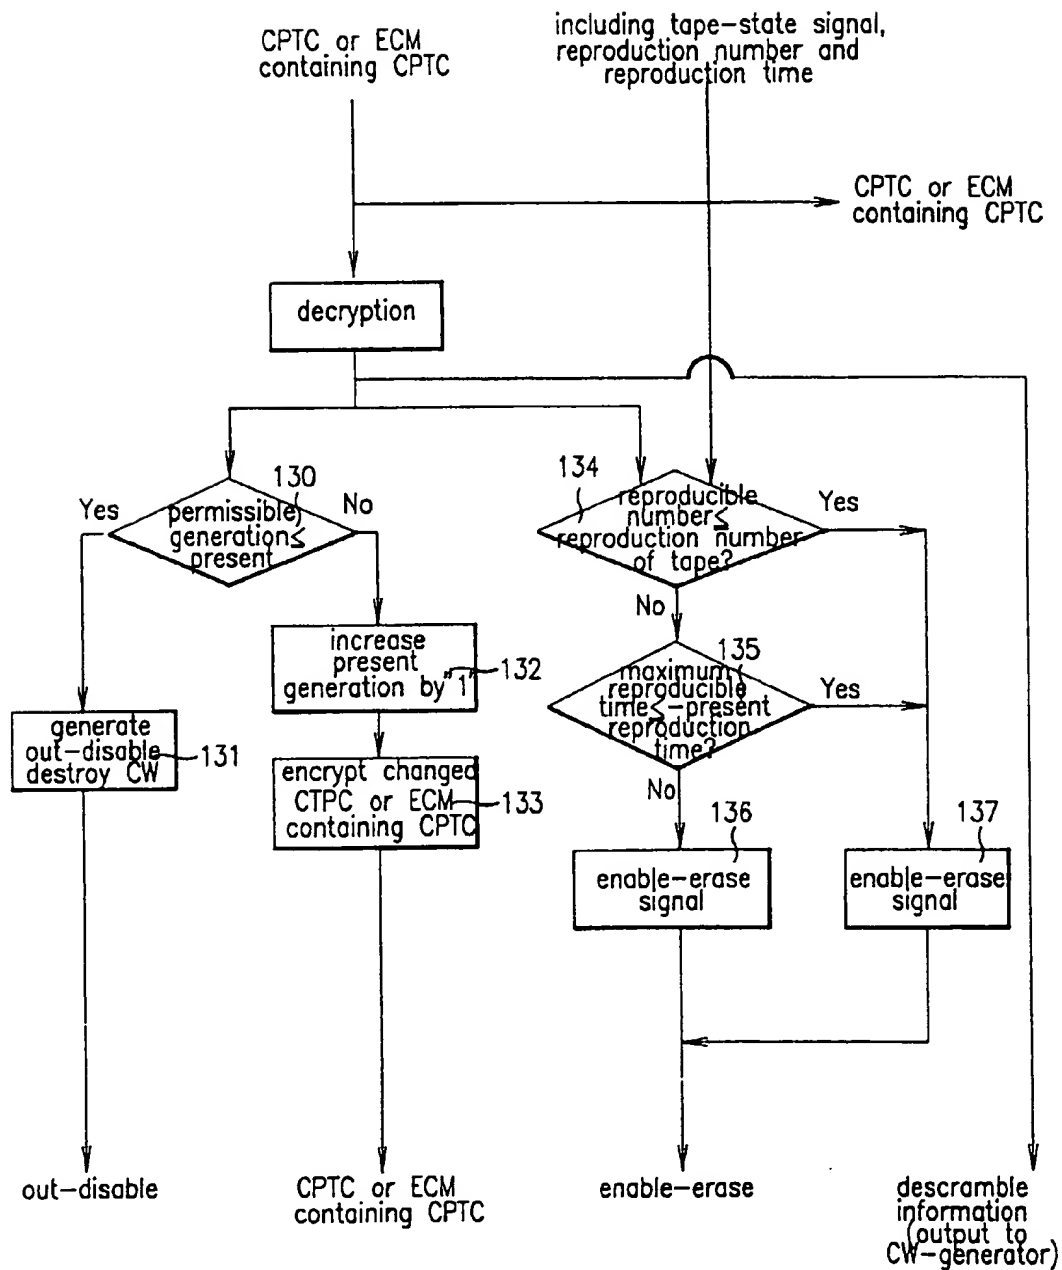 CPTC or ECM
containing CPTC
including tape-state signal,
reproduction number and
reproduction time
CPTC or ECM
containing CPTC
decryption
130
Yes
No
permissible
generation≤
present
134
reproducible
number≤
reproduction number
of tape?
Yes
No
increase
present
generation by"1"
132
135
maximum
reproducible
time≤-present
reproduction
time?
Yes
No
generate
out-disable
destroy CW
131
encrypt changed
CTPC or ECM
containing CPTC
133
136
enable-erase
signal
137
enable-erase
signal
out-disable
CPTC or ECM
containing CPTC
enable-erase
descramble
information
(output to
CW-generator)